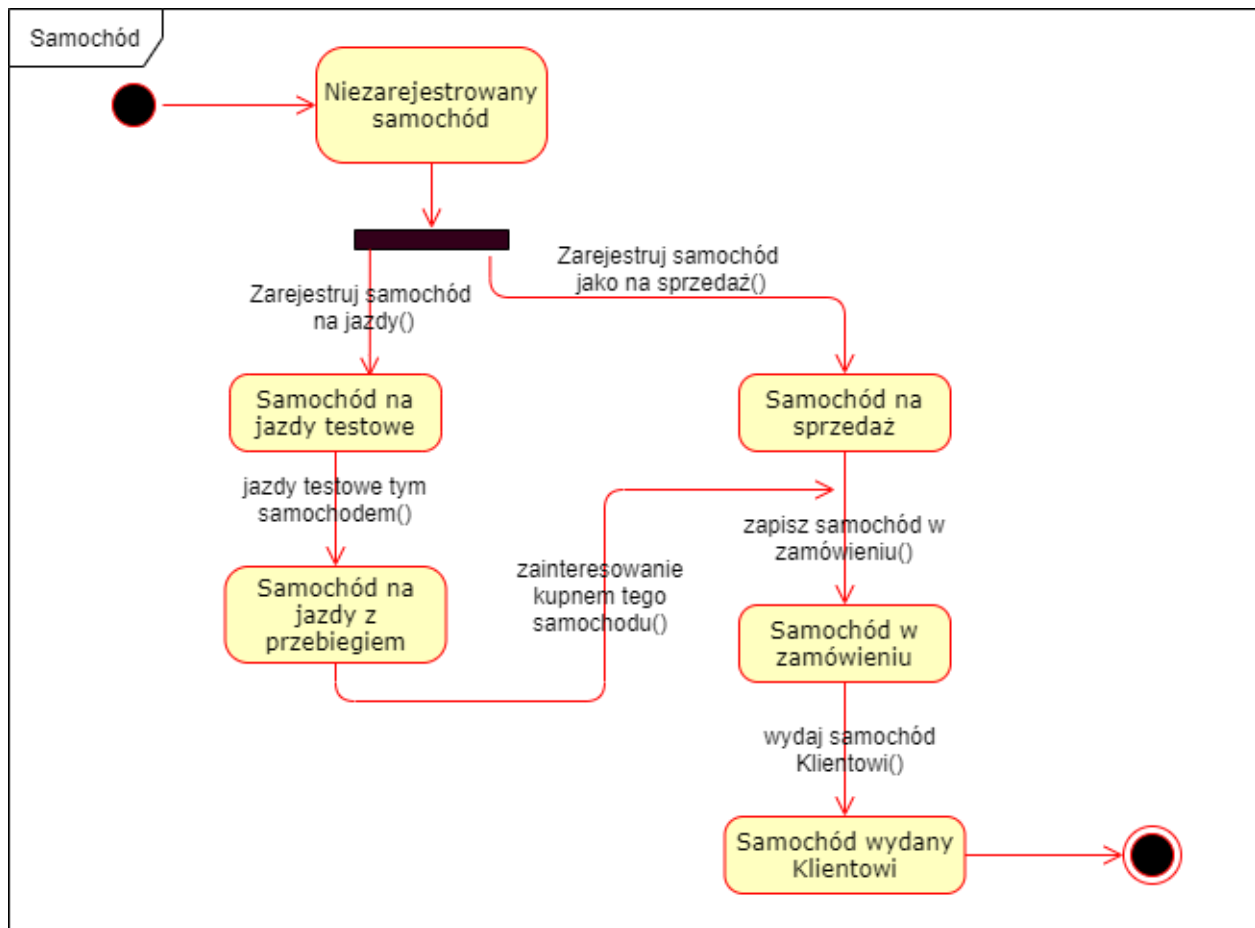 Samochód
Niezarejestrowany
samochód
Zarejestruj samochód
jako na sprzedaż()
Zarejestruj samochód
na jazdy()
Samochód na
jazdy testowe
Samochód na
sprzedaż
jazdy testowe tym
samochodem()
zapisz samochód w
zamówieniu()
zainteresowanie
kupnem tego
samochodu()
Samochód na
jazdy z
przebiegiem
Samochód w
zamówieniu
wydaj samochód
Klientowi()
Samochód wydany
Klientowi